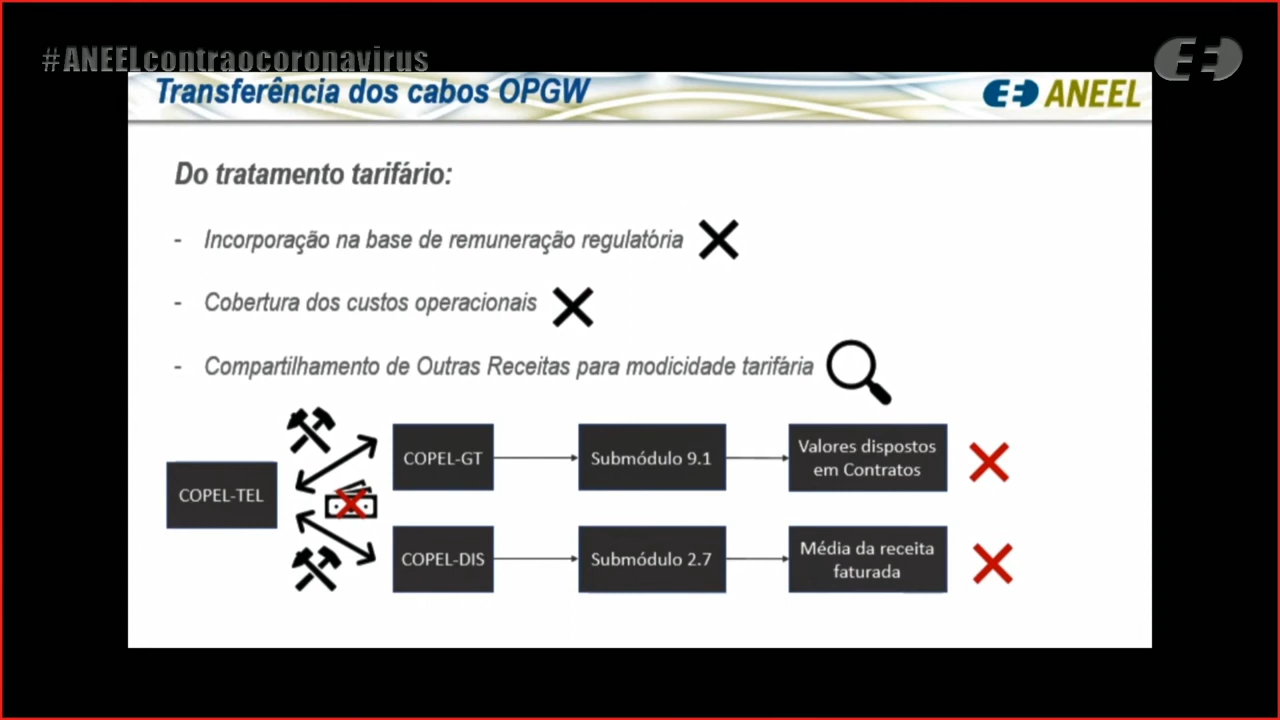 #ANEELcontraocoronavirus
Transferência dos cabos OPGW
ANEEL
Do tratamento tarifário:
- Incorporação na base de remuneração regulatória
- Cobertura dos custos operacionais
- Compartilhamento de Outras Receitas para modicidade tarifária
COPEL-TEL
COPEL-GT
Submódulo 9.1
Valores dispostos
em Contratos
COPEL-DIS
Submódulo 2.7
Média da receita
faturada